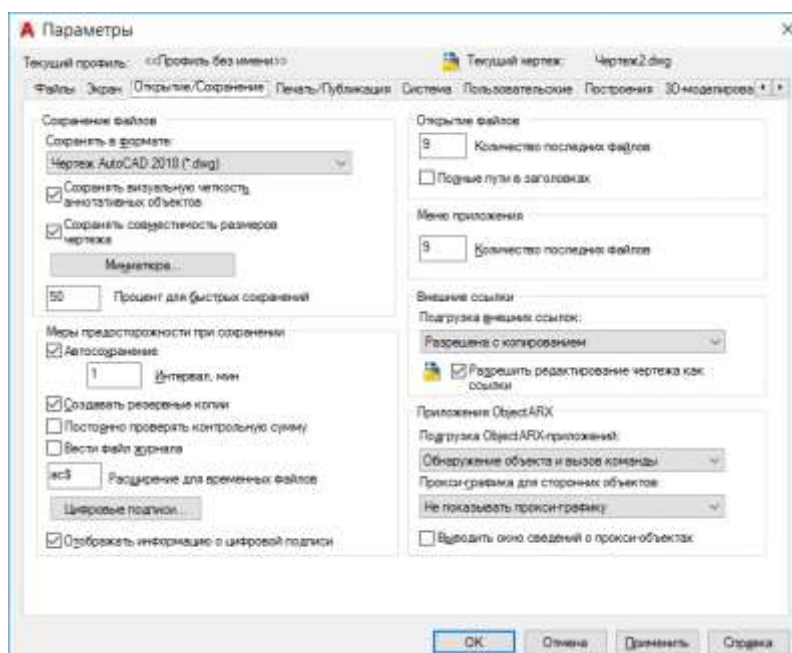 Параметры
Текущий профиль: <<Профиль без имени>>
Текущий чертеж: Чертеж2.dwg
Файлы Экран Открытие/Сохранение Печать/Публикация Система Пользовательские Построения 3D-моделирова
Сохранение файлов
Сохранять в формате:
Чертеж AutoCAD 2018 (*.dwg)
Сохранять визуальную четкость
аннотативных объектов
Сохранять совместимость размеров
чертежа
Миниатюра...
50 Процент для быстрых сохранений
Меры предосторожности при сохранении
Автосохранение
1 Интервал, мин
Создавать резервные копии
Постоянно проверять контрольную сумму
Вести файл журнала
ac$ Расширение для временных файлов
Цифровые подписи...
Отображать информацию о цифровой подписи
Открытие файлов
9 Количество последних файлов
Полные пути в заголовках
Меню приложения
9 Количество последних файлов
Внешние ссылки
Подгрузка внешних ссылок:
Разрешена с копированием
Разрешить редактирование чертежа как
ссылки
Приложения ObjectARX
Подгрузка ObjectARX-приложений:
Обнаружение объекта и вызов команды
Прокси-графика для сторонних объектов:
Не показывать прокси-графику
Выводить окно сведений о прокси-объектах
OK Отмена Применить Справка